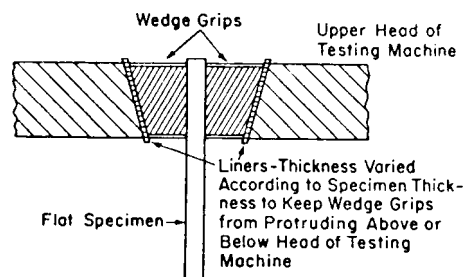 Wedge Grips
Upper Head of
Testing Machine
Liners-Thickness Varied
According to Specimen Thick-
ness to Keep Wedge Grips
from Protruding Above or
Below Head of Testing
Machine
Flat Specimen